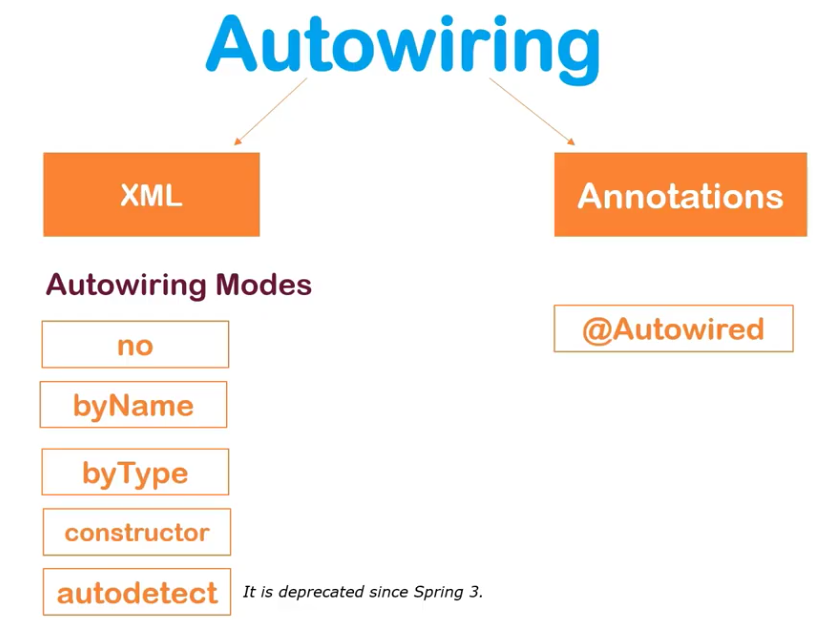 Autowiring
XML
Annotations
Autowiring Modes
no
@Autowired
byName
byType
constructor
autodetect
It is deprecated since Spring 3.